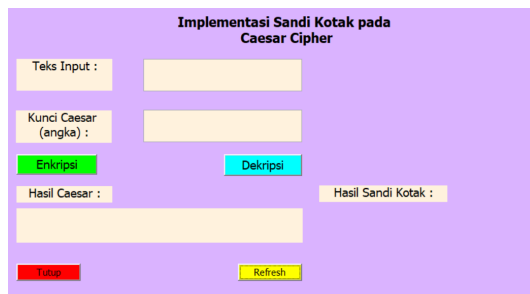 Implementasi Sandi Kotak pada
Caesar Cipher
Teks Input :
Kunci Caesar
(angka) :
Enkripsi
Dekripsi
Hasil Caesar :
Hasil Sandi Kotak :
Tutup
Refresh